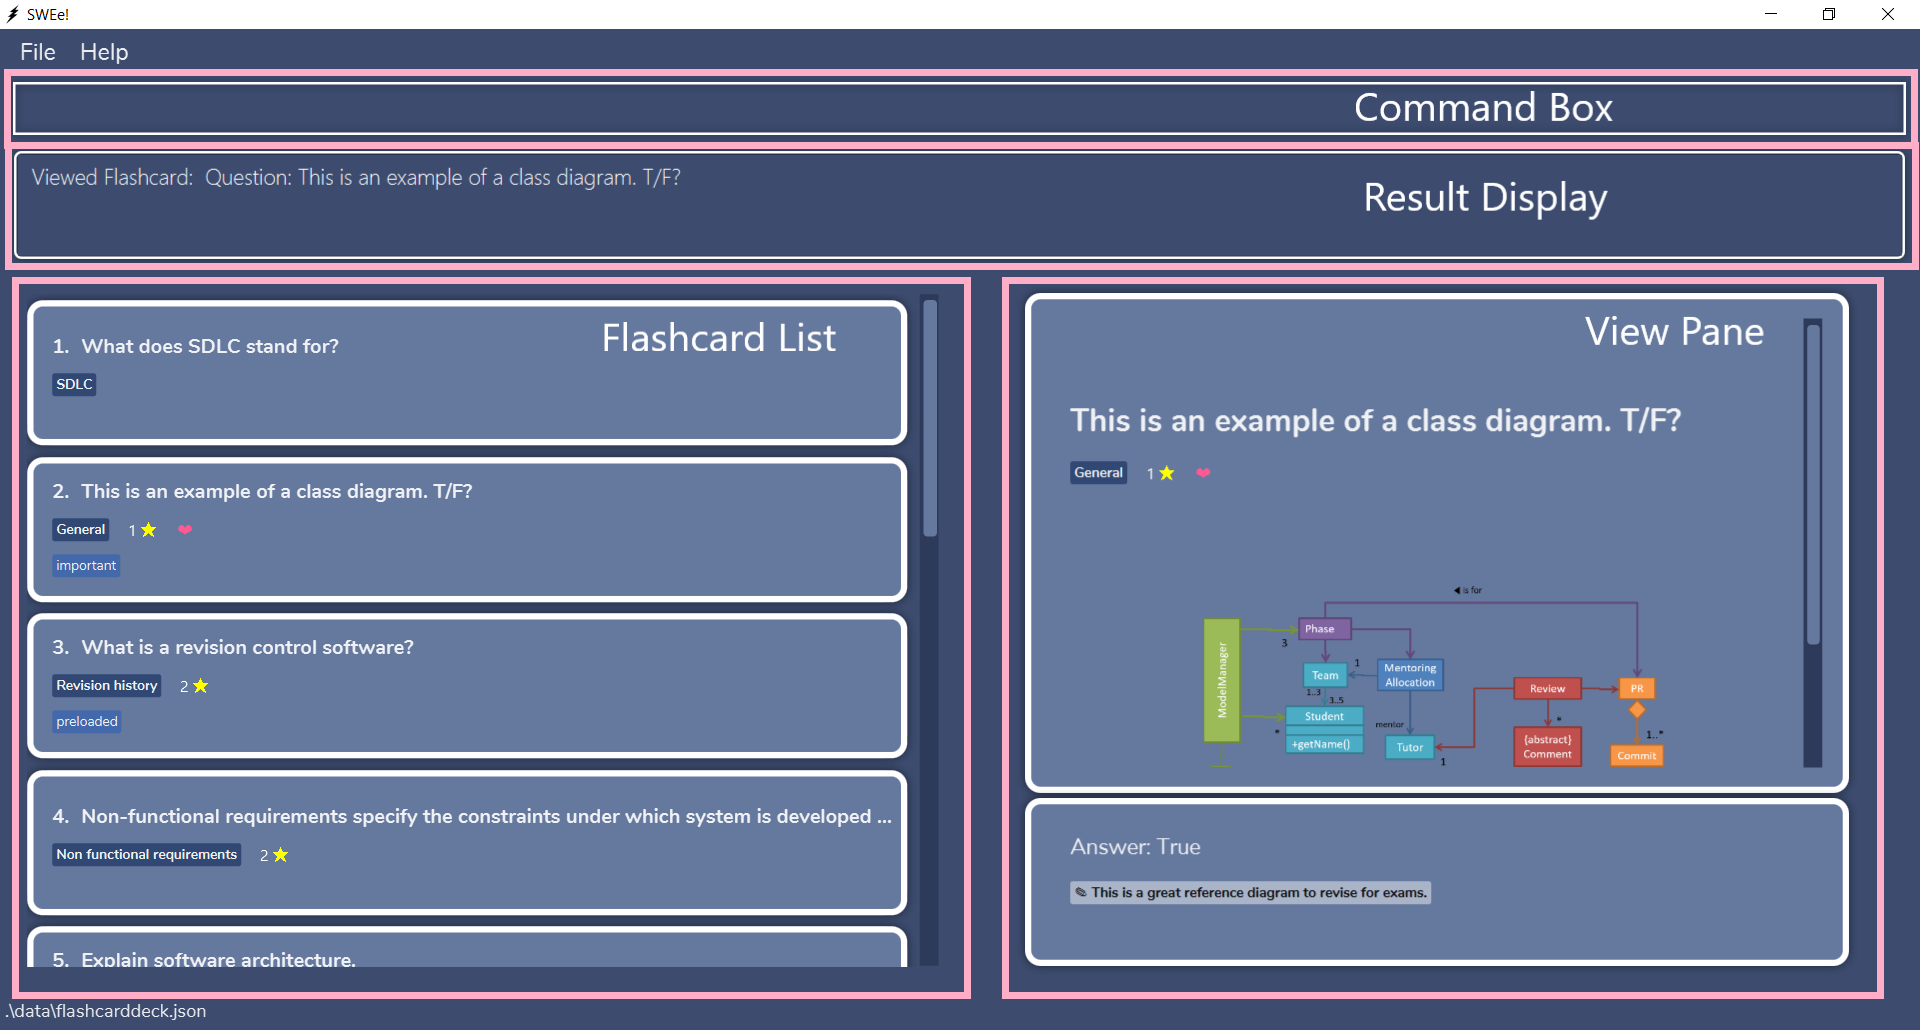 SWEe!
File Help
Command Box
Viewed Flashcard: Question: This is an example of a class diagram. T/F?
Result Display
Flashcard List
1. What does SDLC stand for?
SDLC
2. This is an example of a class diagram. T/F?
General 1
important
3. What is a revision control software?
Revision history 2
preloaded
4. Non-functional requirements specify the constraints under which system is developed ...
Non functional requirements 2
5. Explain software architecture.
View Pane
This is an example of a class diagram. T/F?
General 1
is for
ModelManager
Phase
3
Team
1
Mentoring
Allocation
1..3
3..5
Student
+getName()
*
mentor
Tutor
1
Review
*
{abstract}
Comment
PR
1..*
Commit
Answer: True
✎ This is a great reference diagram to revise for exams.
.\data\flashcarddeck.json